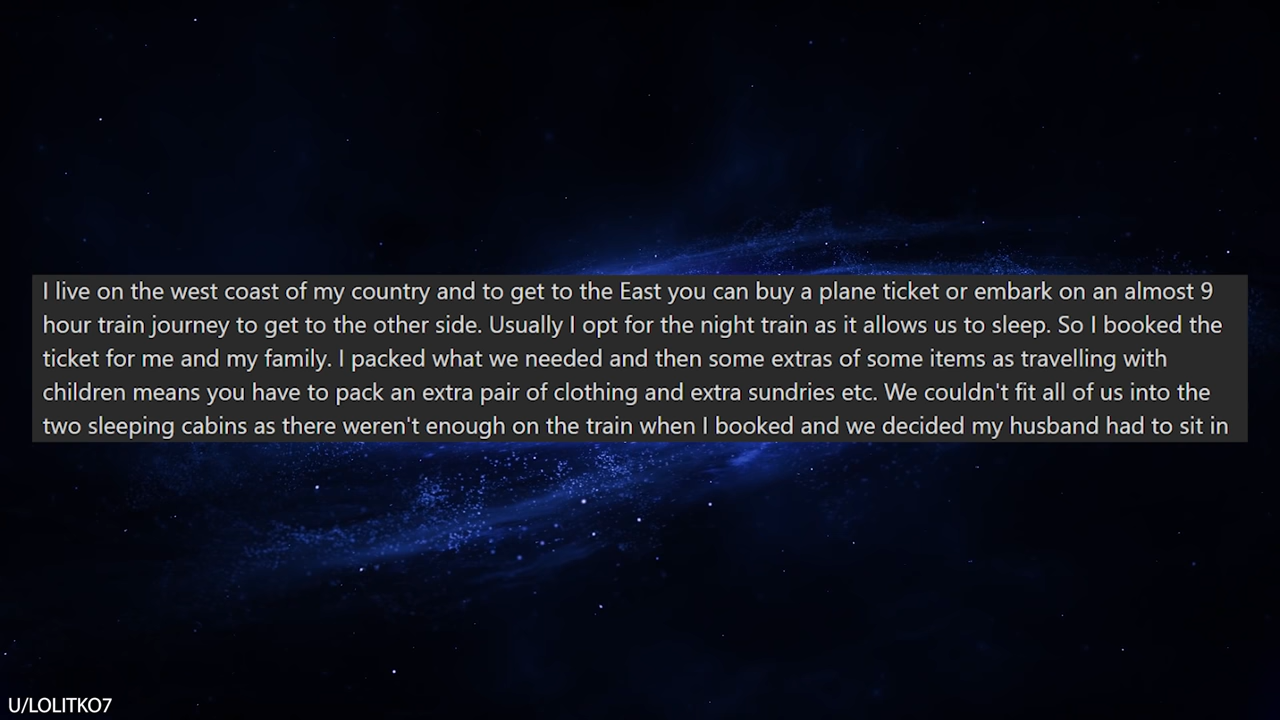 I live on the west coast of my country and to get to the East you can buy a plane ticket or embark on an almost 9
hour train journey to get to the other side. Usually I opt for the night train as it allows us to sleep. So I booked the
ticket for me and my family. I packed what we needed and then some extras of some items as travelling with
children means you have to pack an extra pair of clothing and extra sundries etc. We couldn't fit all of us into the
two sleeping cabins as there weren't enough on the train when I booked and we decided my husband had to sit in
U/LOLITKO7